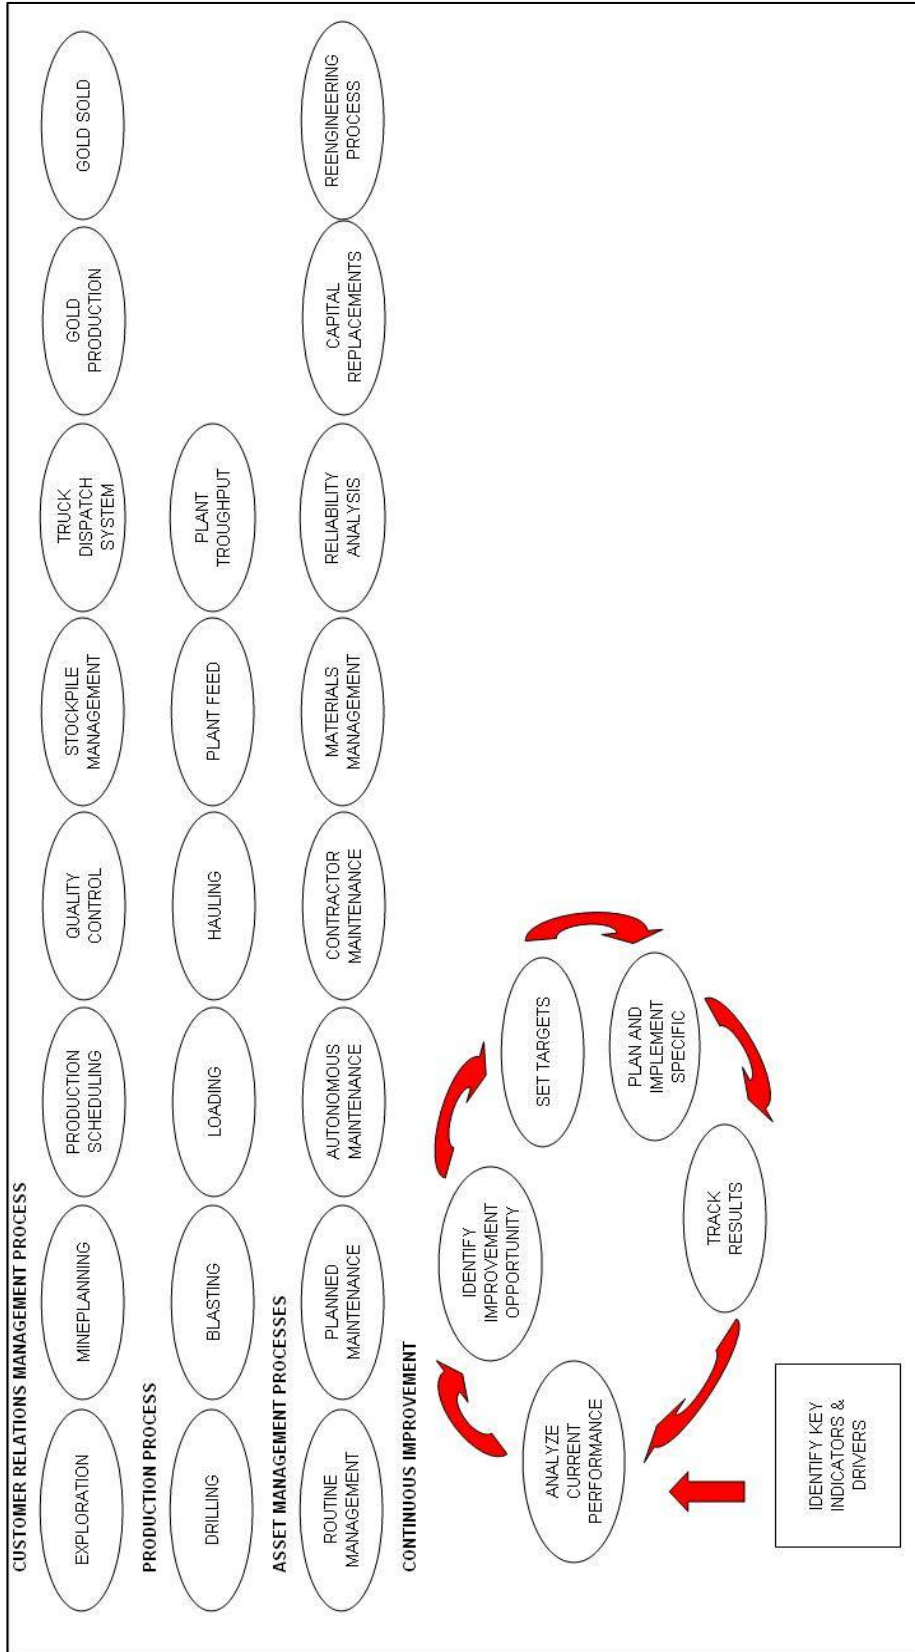 CUSTOMER RELATIONS MANAGEMENT PROCESS
EXPLORATION
MINEPLANNING
PRODUCTION
SCHEDULING
QUALITY
CONTROL
STOCKPILE
MANAGEMENT
TRUCK
DISPATCH
SYSTEM
GOLD
PRODUCTION
GOLD SOLD
PRODUCTION PROCESS
DRILLING
BLASTING
LOADING
HAULING
PLANT FEED
PLANT
TROUGHPUT
ASSET MANAGEMENT PROCESSES
ROUTINE
MANAGEMENT
PLANNED
MAINTENANCE
AUTONOMOUS
MAINTENANCE
CONTRACTOR
MAINTENANCE
MATERIALS
MANAGEMENT
RELIABILITY
ANALYSIS
CAPITAL
REPLACEMENTS
REENGINEERING
PROCESS
CONTINUOUS IMPROVEMENT
IDENTIFY
IMPROVEMENT
OPPORTUNITY
SET TARGETS
ANALYZE
CURRENT
PERFORMANCE
PLAN AND
IMPLEMENT
SPECIFIC
TRACK
RESULTS
IDENTIFY KEY
INDICATORS &
DRIVERS